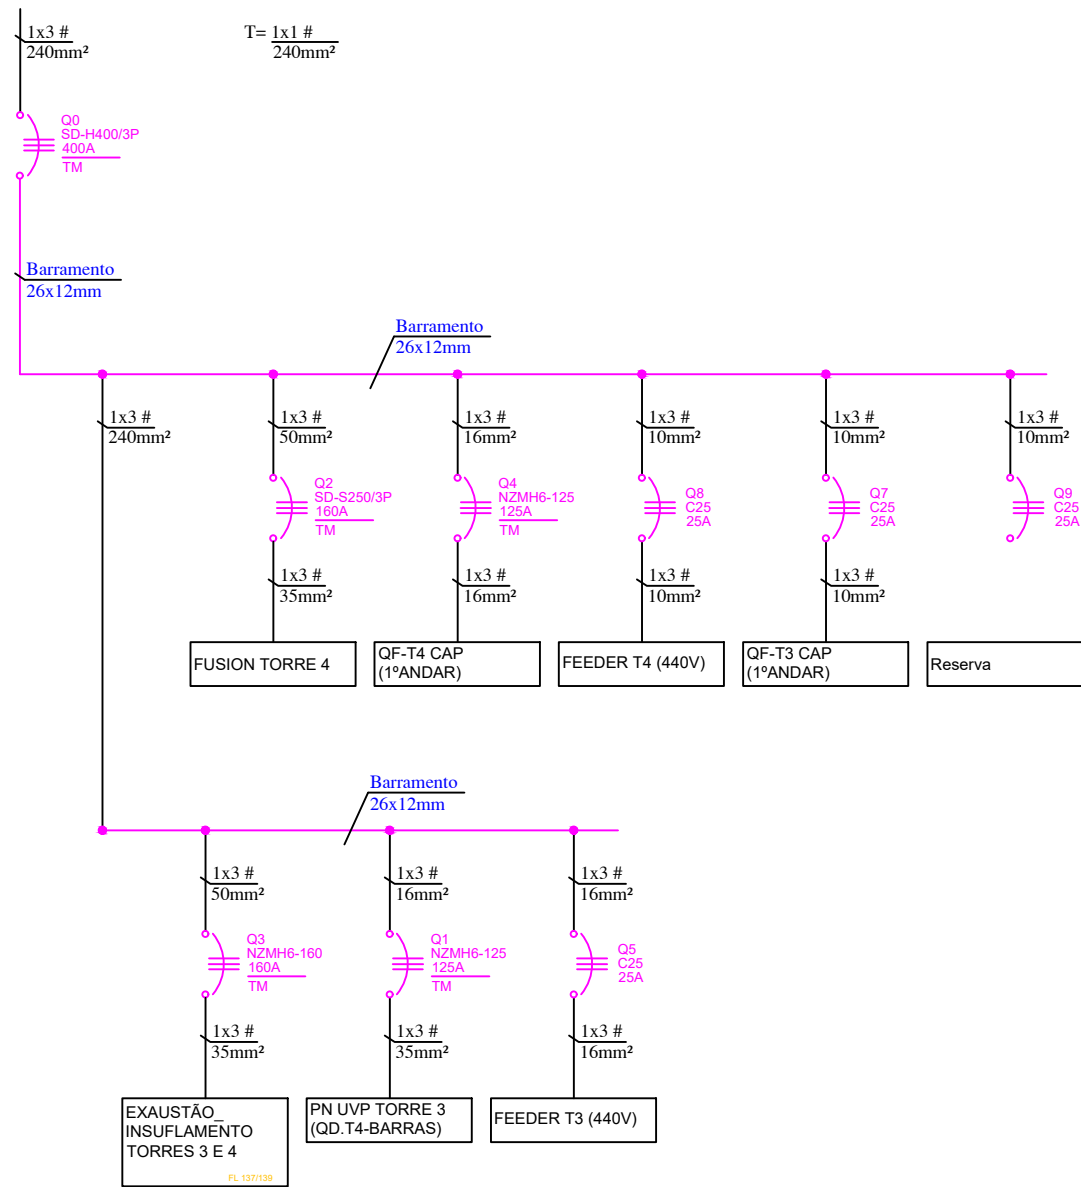 1x3 #
240mm²
T= 1x1 #
240mm²
Q0
SD-H400/3P
400A
TM
Barramento
26x12mm
Barramento
26x12mm
1x3 #
240mm²
1x3 #
50mm²
1x3 #
16mm²
1x3 #
10mm²
1x3 #
10mm²
1x3 #
10mm²
Q2
SD-S250/3P
160A
TM
Q4
NZMH6-125
125A
TM
Q8
C25
25A
Q7
C25
25A
Q9
C25
25A
1x3 #
35mm²
1x3 #
16mm²
1x3 #
10mm²
1x3 #
10mm²
FUSION TORRE 4
QF-T4 CAP
(1ºANDAR)
FEEDER T4 (440V)
QF-T3 CAP
(1ºANDAR)
Reserva
Barramento
26x12mm
1x3 #
50mm²
1x3 #
16mm²
1x3 #
16mm²
Q3
NZMH6-160
160A
TM
Q1
NZMH6-125
125A
TM
Q5
C25
25A
1x3 #
35mm²
1x3 #
35mm²
1x3 #
16mm²
EXAUSTÃO_
INSUFLAMENTO
TORRES 3 E 4
FL 137/139
PN UVP TORRE 3
(QD.T4-BARRAS)
FEEDER T3 (440V)